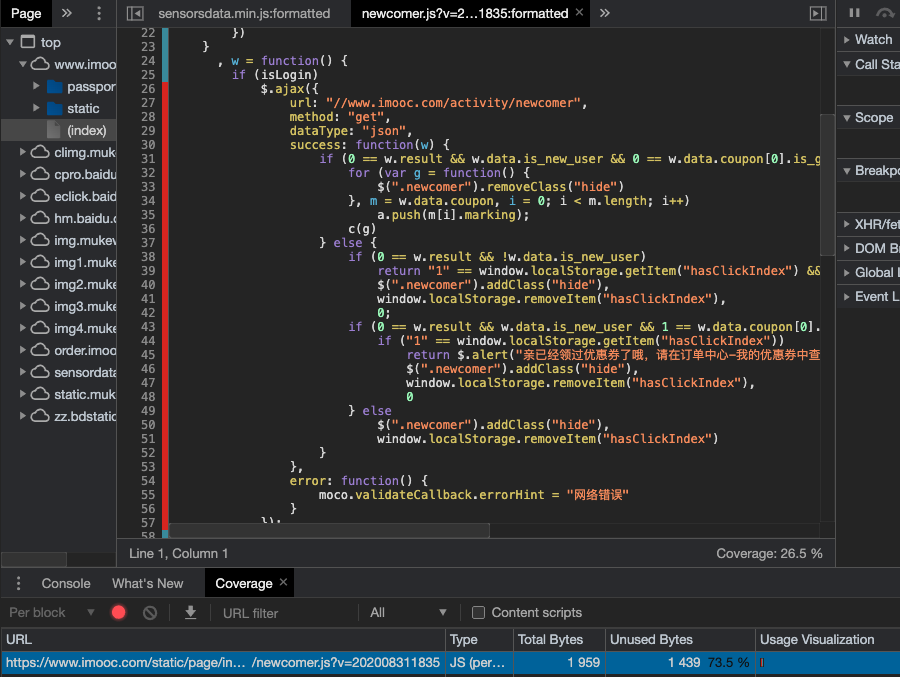 Page
sensorsdata.min.js:formatted
newcomer.js?v=2…1835:formatted
top
www.imoo
passpor
static
(index)
climg.muk
cpro.baidu
eclick.baid
hm.baidu.c
img.mukew
img1.muke
img2.muke
img3.muke
img4.muke
order.imoo
sensordata
static.muk
zz.bdstatic
22 })
23 }
24 , w = function() {
25 if (isLogin)
26 $.ajax({
27 url: "//www.imooc.com/activity/newcomer",
28 method: "get",
29 dataType: "json",
30 success: function(w) {
31 if (0 == w.result && w.data.is_new_user && 0 == w.data.coupon[0].is_g
32 for (var g = function() {
33 $(".newcomer").removeClass("hide")
34 }, m = w.data.coupon, i = 0; i < m.length; i++)
35 a.push(m[i].marking);
36 c(g)
37 } else {
38 if (0 == w.result && !w.data.is_new_user)
39 return "1" == window.localStorage.getItem("hasClickIndex") &&
40 $(".newcomer").addClass("hide"),
41 window.localStorage.removeItem("hasClickIndex"),
42 0;
43 if (0 == w.result && w.data.is_new_user && 1 == w.data.coupon[0].
44 if ("1" == window.localStorage.getItem("hasClickIndex"))
45 return $.alert("亲已经领过优惠券了哦，请在订单中心-我的优惠券中查
46 $(".newcomer").addClass("hide"),
47 window.localStorage.removeItem("hasClickIndex"),
48 0
49 } else
50 $(".newcomer").addClass("hide"),
51 window.localStorage.removeItem("hasClickIndex")
52 }
53 },
54 error: function() {
55 moco.validateCallback.errorHint = "网络错误"
56 }
57 });
58
Line 1, Column 1
Coverage: 26.5 %
Watch
Call Sta
Scope
Breakpo
XHR/fet
DOM Br
Global L
Event L
Console
What's New
Coverage
Per block
URL filter
All
Content scripts
URL Type Total Bytes Unused Bytes Usage Visualization
https://www.imooc.com/static/page/in… /newcomer.js?v=202008311835 JS (per… 1 959 1 439 73.5 %